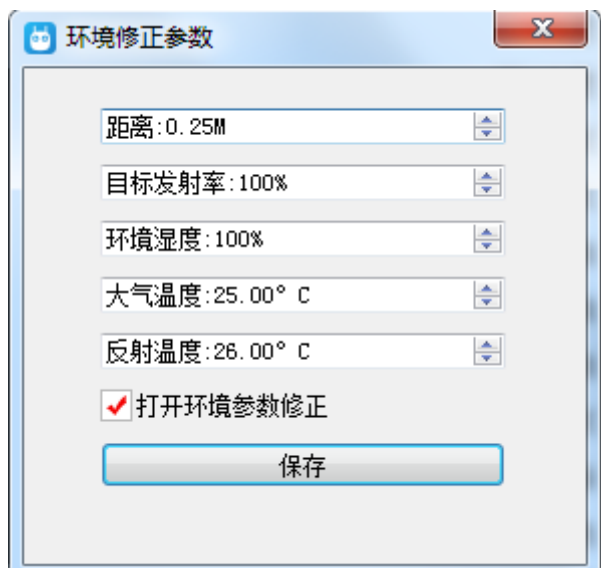 环境修正参数
距离:0.25M
目标发射率:100%
环境湿度:100%
大气温度:25.00° C
反射温度:26.00° C
打开环境参数修正
保存